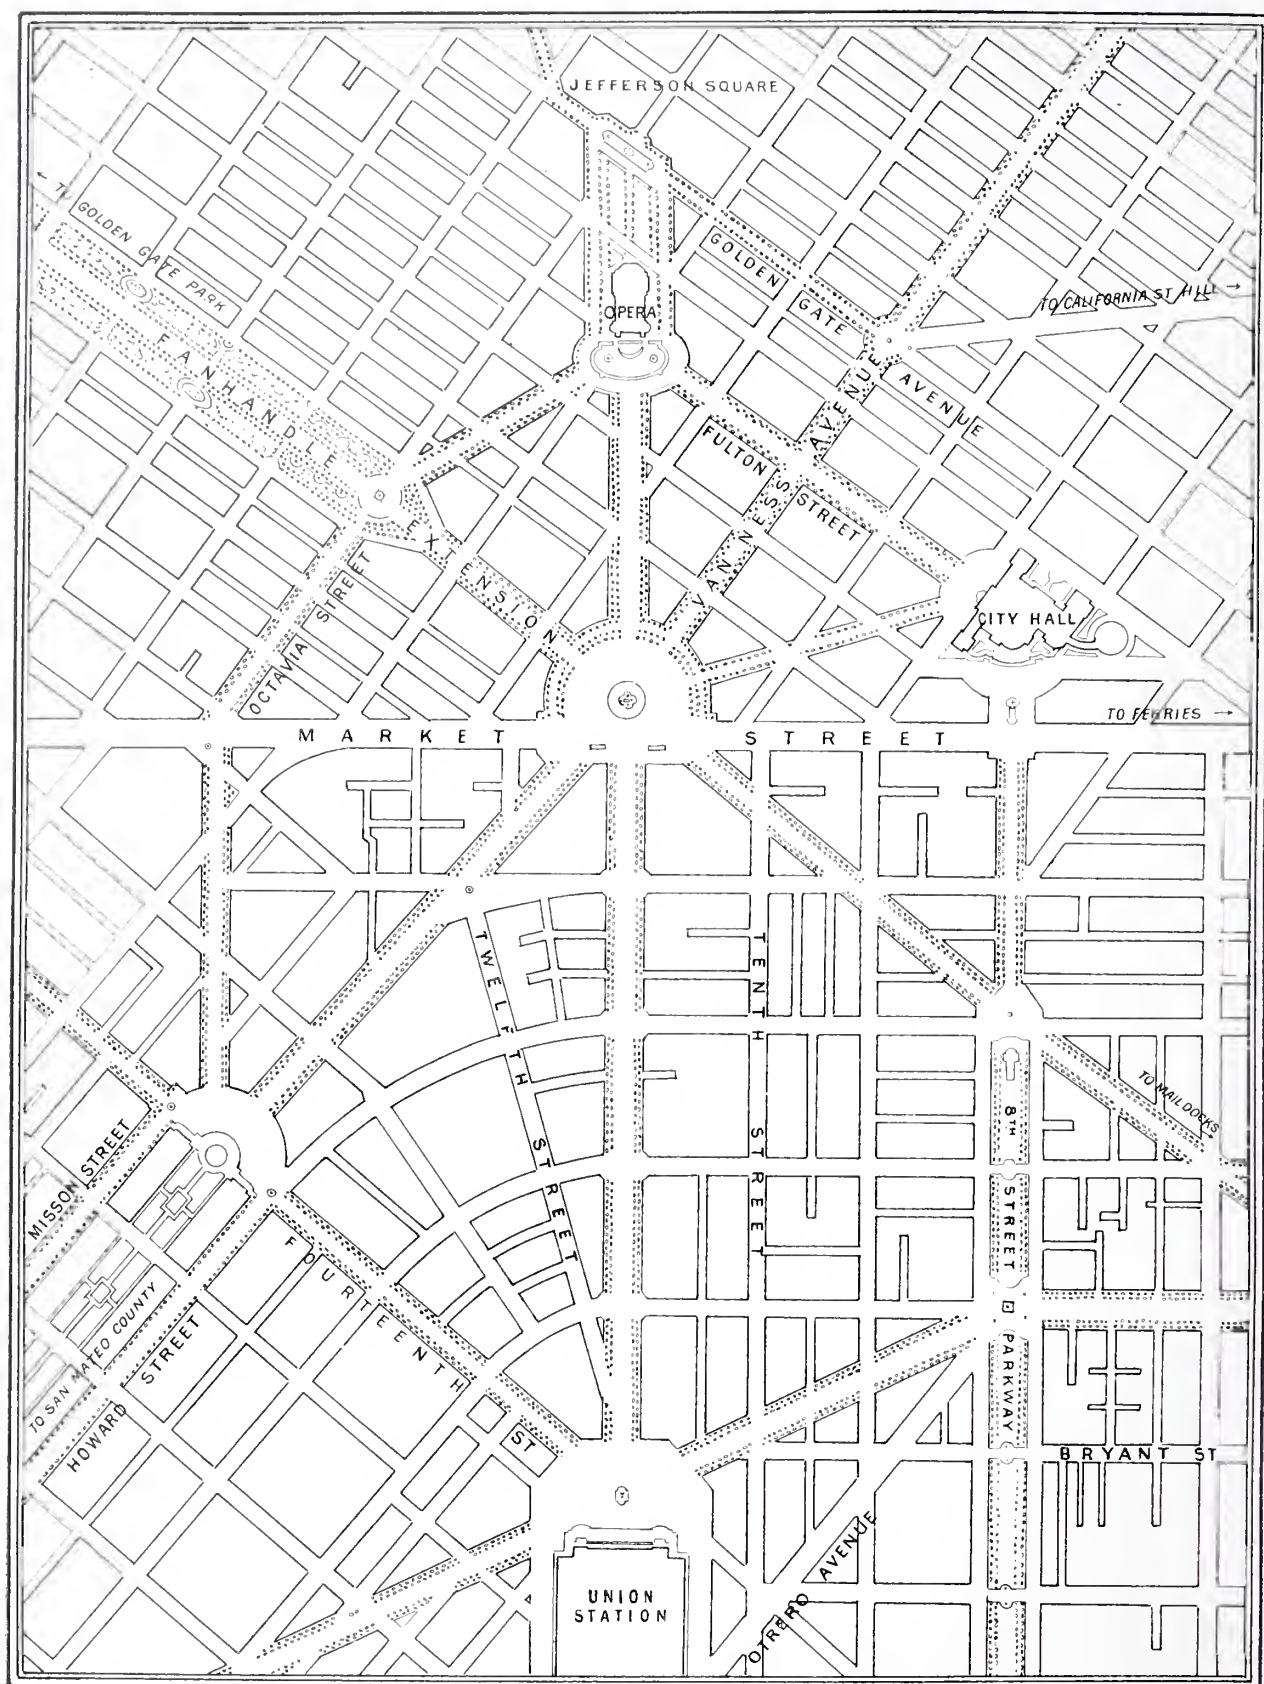 JEFFERSON SQUARE
← TO
GOLDEN GATE PARK
GOLDEN
GATE
AVENUE
TO CALIFORNIA ST HILL →
OPERA
PANHANDLE
EXTENSION
FULTON
STREET
VAN NESS AVENUE
OCTAVIA STREET
CITY HALL
TO FERRIES →
MARKET STREET
TWELFTH STREET
TENTH STREET
8TH
STREET
PARKWAY
TO MAIL DOCKS
MISSON STREET
FOURTEENTH ST
TO SAN MATEO COUNTY
HOWARD STREET
BRYANT ST
OTRERO AVENUE
UNION
STATION